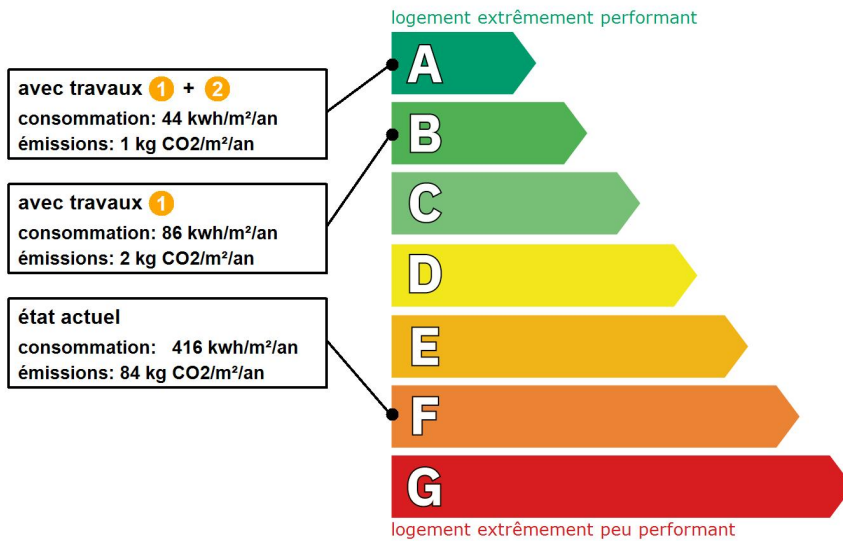 logement extrêmement performant
A
avec travaux 1 + 2
consommation: 44 kwh/m²/an
émissions: 1 kg CO2/m²/an
B
avec travaux 1
consommation: 86 kwh/m²/an
émissions: 2 kg CO2/m²/an
C
D
état actuel
consommation: 416 kwh/m²/an
émissions: 84 kg CO2/m²/an
E
F
G
logement extrêmement peu performant